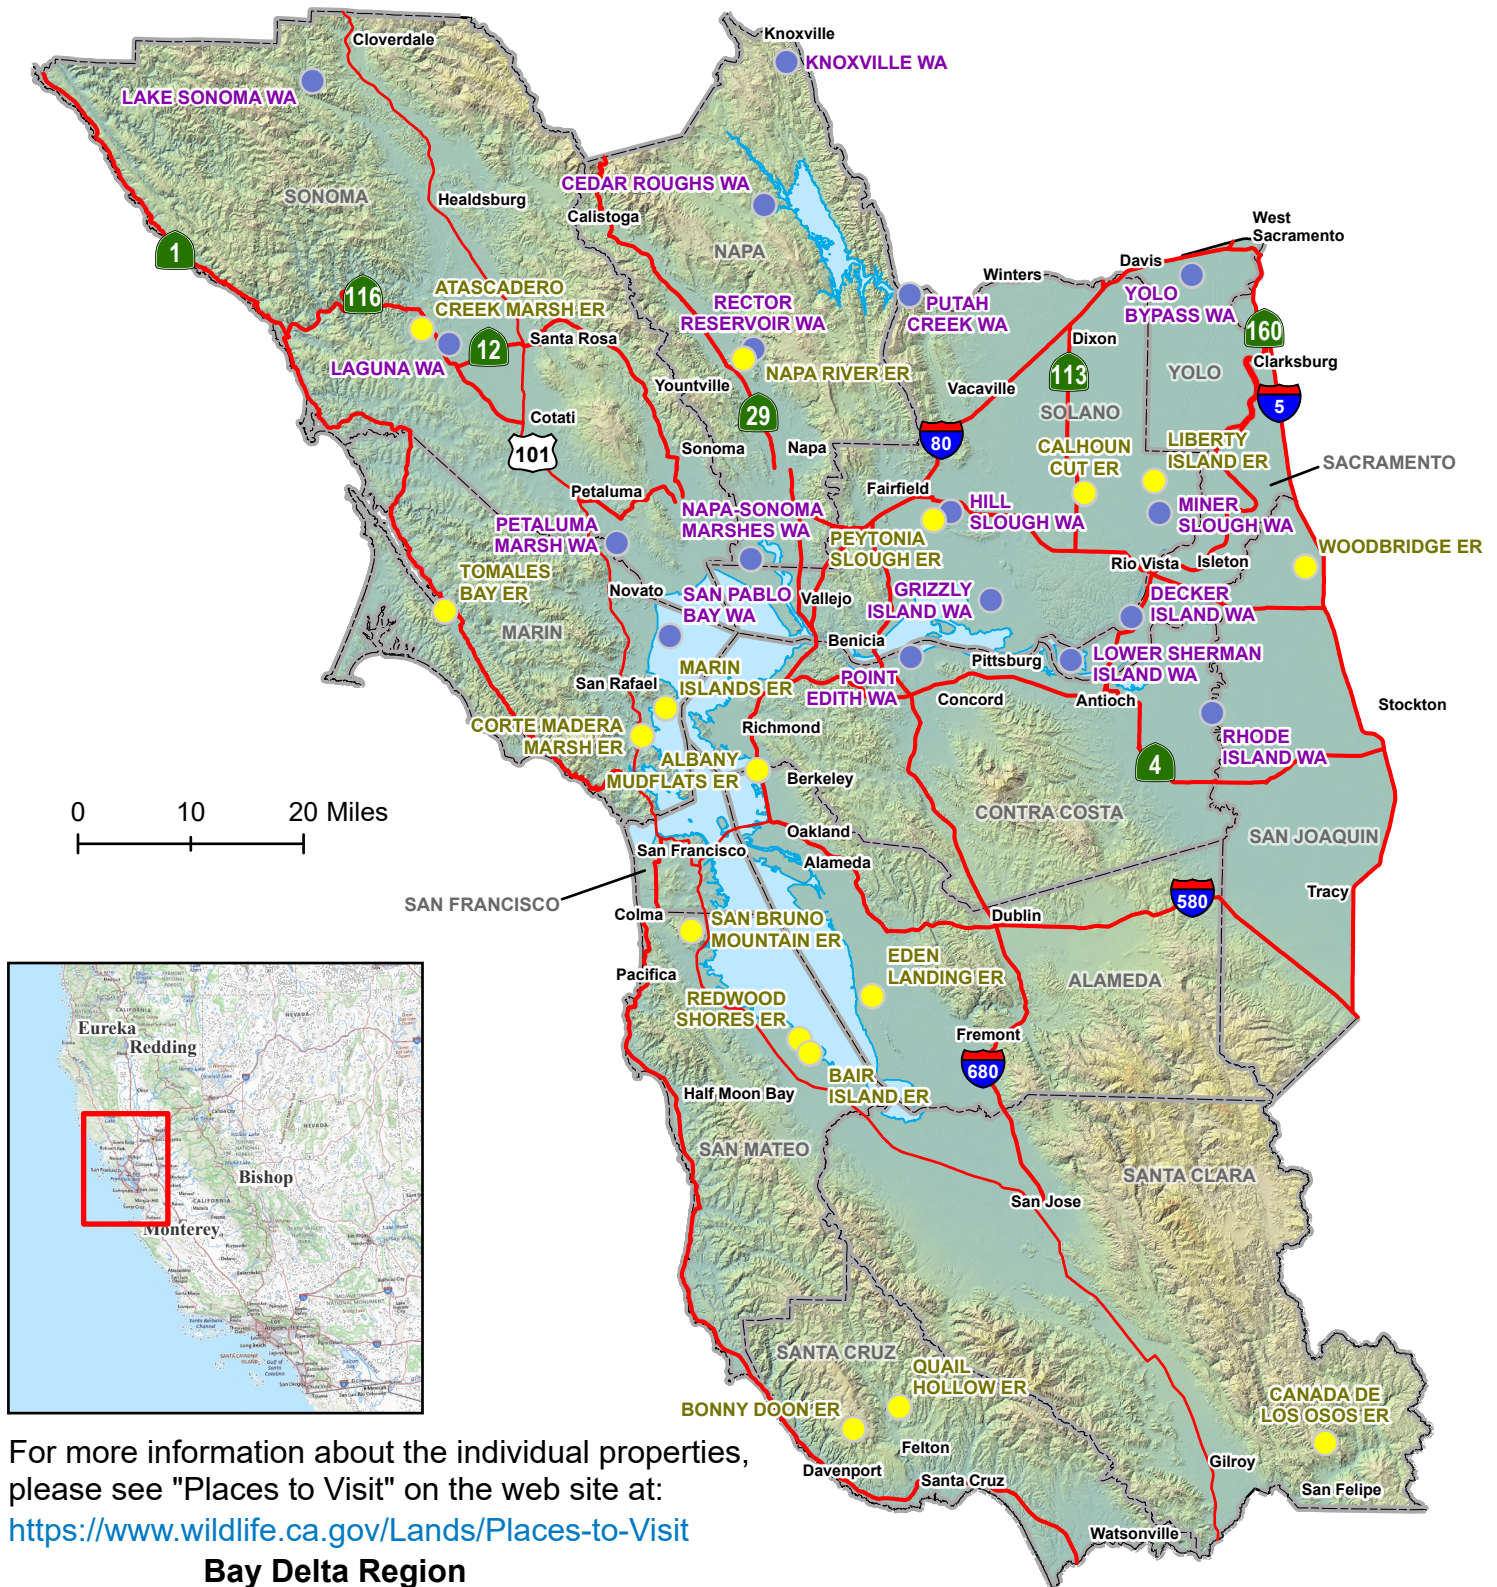 Cloverdale
Knoxville
KNOXVILLE WA
LAKE SONOMA WA
SONOMA
Healdsburg
CEDAR ROUGHS WA
Calistoga
NAPA
West
Sacramento
Davis
Winters
1
116
ATASCADERO
CREEK MARSH ER
RECTOR
RESERVOIR WA
PUTAH
CREEK WA
YOLO
BYPASS WA
160
12
Santa Rosa
LAGUNA WA
NAPA RIVER ER
Dixon
Clarksburg
113
YOLO
Yountville
Vacaville
SOLANO
5
29
80
Cotati
101
Sonoma
Napa
CALHOUN
CUT ER
LIBERTY
ISLAND ER
SACRAMENTO
Petaluma
Fairfield
PETALUMA
MARSH WA
NAPA-SONOMA
MARSHES WA
HILL
SLOUGH WA
MINER
SLOUGH WA
PEYTONIA
SLOUGH ER
WOODBRIDGE ER
TOMALES
BAY ER
Novato
SAN PABLO
BAY WA
Vallejo
GRIZZLY
ISLAND WA
Rio Vista
Isleton
DECKER
ISLAND WA
MARIN
Benicia
Pittsburg
LOWER SHERMAN
ISLAND WA
San Rafael
MARIN
ISLANDS ER
POINT
EDITH WA
Concord
Antioch
Stockton
CORTE MADERA
MARSH ER
Richmond
RHODE
ISLAND WA
ALBANY
MUDFLATS ER
Berkeley
4
0 10 20 Miles
CONTRA COSTA
SAN JOAQUIN
Oakland
San Francisco
Alameda
SAN FRANCISCO
580
Tracy
Colma
SAN BRUNO
MOUNTAIN ER
Dublin
Pacifica
EDEN
LANDING ER
ALAMEDA
REDWOOD
SHORES ER
Fremont
680
BAIR
ISLAND ER
Half Moon Bay
SAN MATEO
SANTA CLARA
San Jose
Eureka
Redding
Bishop
Monterey
SANTA CRUZ
QUAIL
HOLLOW ER
BONNY DOON ER
CANADA DE
LOS OSOS ER
Felton
Davenport
Santa Cruz
Gilroy
San Felipe
Watsonville
For more information about the individual properties,
please see "Places to Visit" on the web site at:
https://www.wildlife.ca.gov/Lands/Places-to-Visit
Bay Delta Region